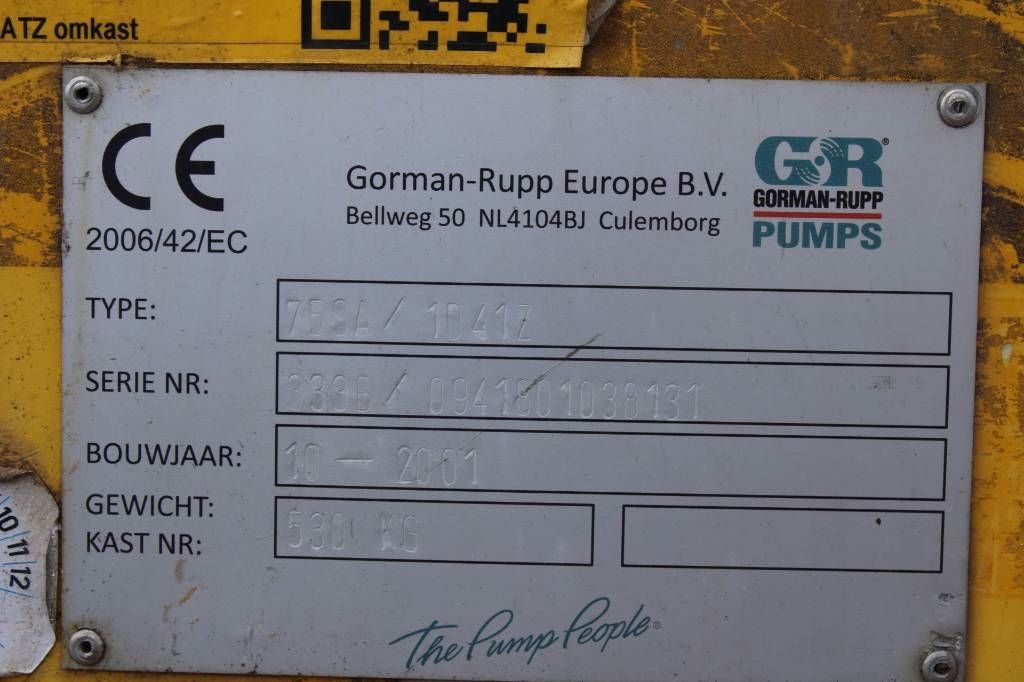 ATZ omkast
CE
2006/42/EC
Gorman-Rupp Europe B.V.
Bellweg 50 NL4104BJ Culemborg
GR®
GORMAN-RUPP
PUMPS
TYPE: 75SA/ 1D41Z
SERIE NR: 333B/ 0941801038131
BOUWJAAR: 10 – 2001
GEWICHT: 530 KG
KAST NR:
The Pump People®
10 11 12